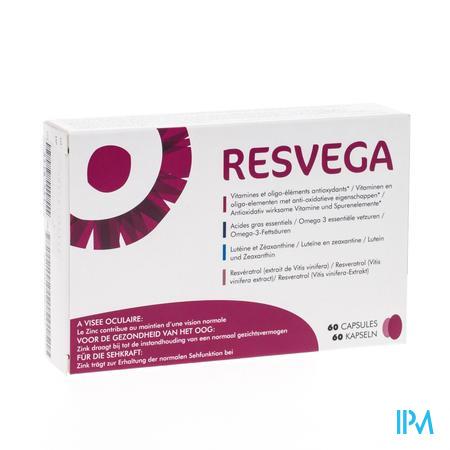 RESVEGA
Vitamines et oligo-éléments antioxydants* / Vitaminen en
oligo-elementen met anti-oxidatieve eigenschappen* /
Antioxidativ wirksame Vitamine und Spurenelemente*
Acides gras essentiels / Omega 3 essentiële vetzuren /
Omega-3-Fettsäuren
Lutéine et Zéaxanthine / Luteïne en zeaxantine / Lutein
und Zeaxanthin
Resvératrol (extrait de Vitis vinifera) / Resveratrol (Vitis
vinifera extract)/ Resveratrol (Vitis vinifera-Extrakt)
A VISEE OCULAIRE:
Le Zinc contribue au maintien d'une vision normale
VOOR DE GEZONDHEID VAN HET OOG:
Zink draagt bij tot de instandhouding van een normaal gezichtsvermogen
FÜR DIE SEHKRAFT:
Zink trägt zur Erhaltung der normalen Sehfunktion bei
60 CAPSULES
60 KAPSELN
IPM